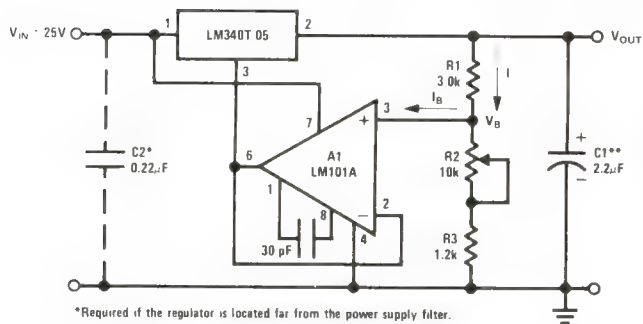 VIN · 25V
1
LM340T 05
2
VOUT
3
R1
3.0k
I
IB
7
3
VB
+
C2*
0.22µF
6
A1
LM101A
R2
10k
C1**
2.2µF
+
−
1
8
−
2
30 pF
4
R3
1.2k
*Required if the regulator is located far from the power supply filter.